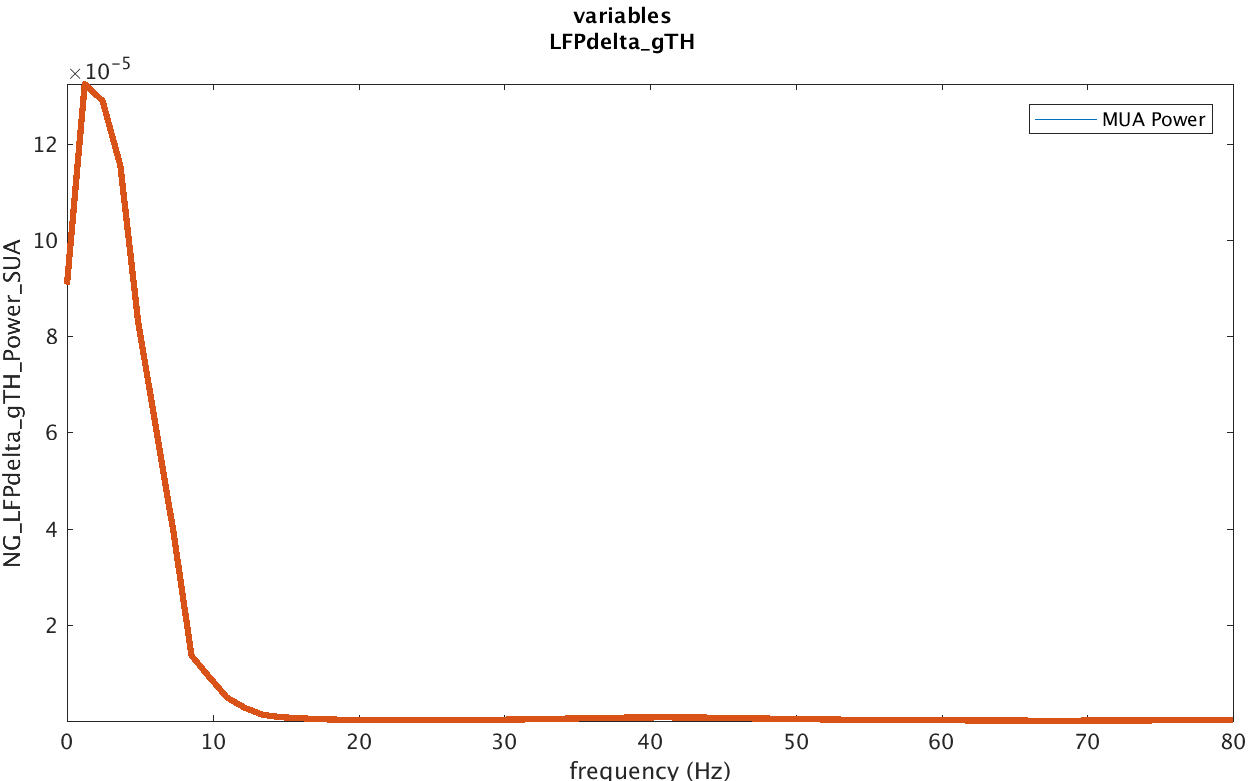 variables
LFPdelta_gTH
×10⁻⁵
MUA Power
12
10
8
6
4
2
NG_LFPdelta_gTH_Power_SUA
0 10 20 30 40 50 60 70 80
frequency (Hz)